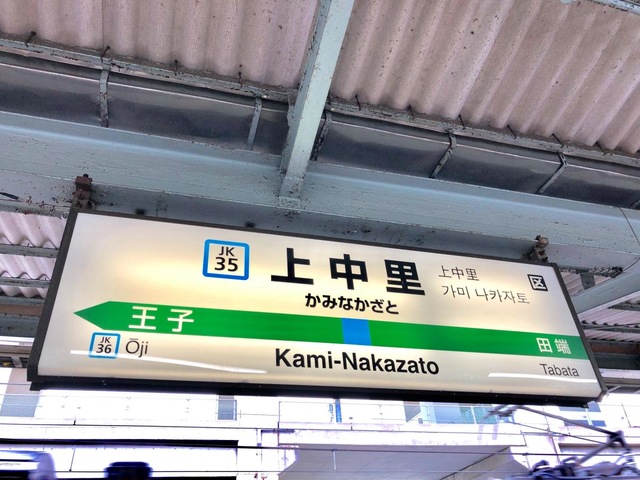 JK
35
上中里
かみなかざと
上中里
가미 나카자토
区
王子
田端
JK
36
Ōji
Kami-Nakazato
Tabata